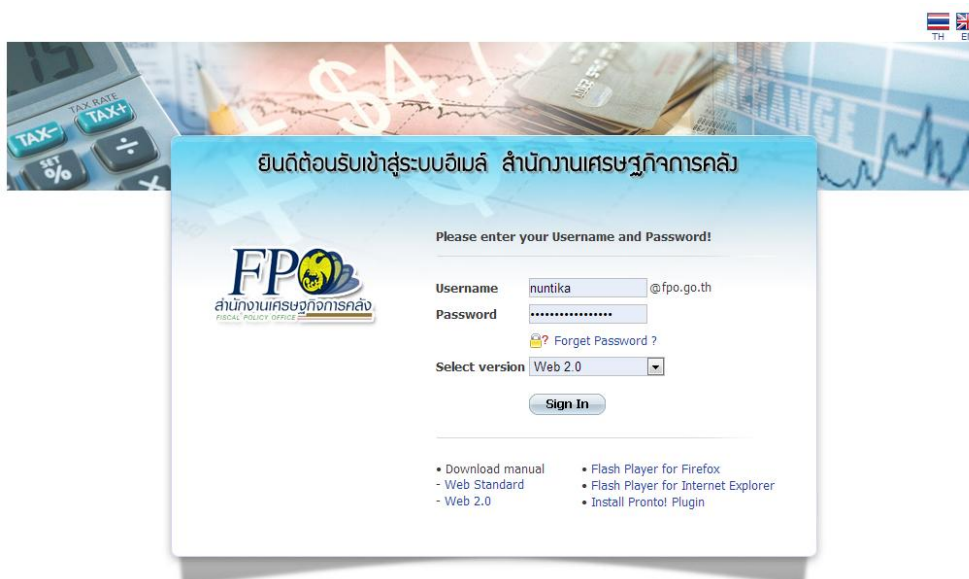 TH EN
15
TAX RATE
TAX- TAX+
SET
% ÷
$4.
CHANGE
ยินดีต้อนรับเข้าสู่ระบบอีเมล์ สำนักงานเศรษฐกิจการคลัง
Please enter your Username and Password!
FPO
สำนักงานเศรษฐกิจการคลัง
FISCAL POLICY OFFICE
Username nuntika @fpo.go.th
Password •••••••••••••••••
? Forget Password ?
Select version Web 2.0
Sign In
• Download manual
- Web Standard
- Web 2.0
• Flash Player for Firefox
• Flash Player for Internet Explorer
• Install Pronto! Plugin